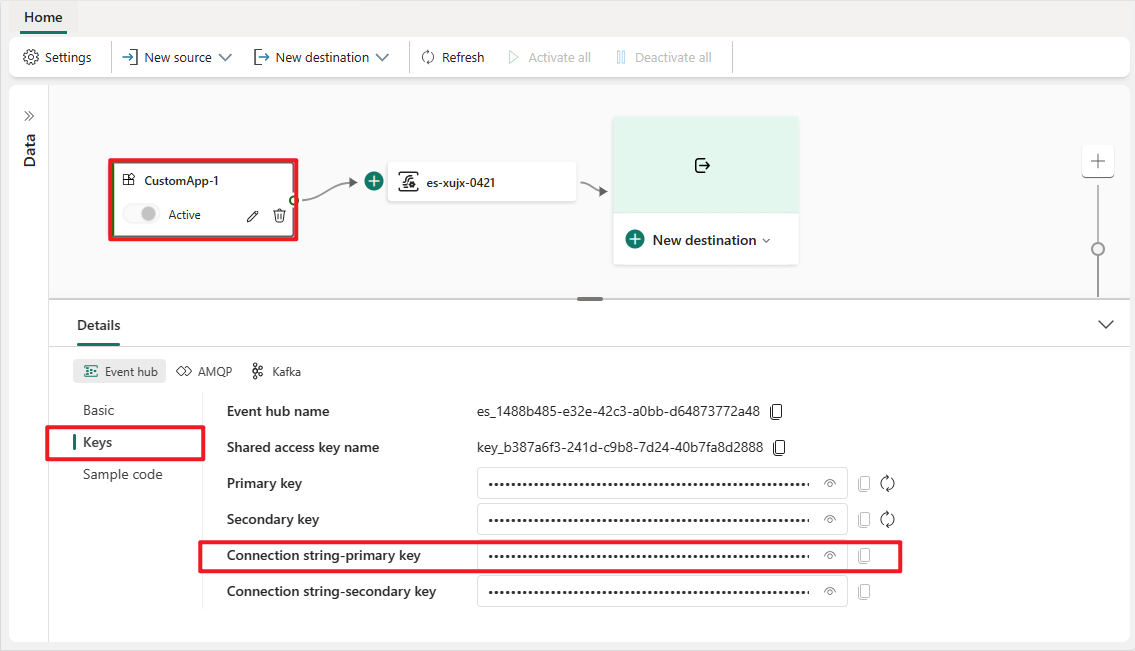 Home
Settings
New source
New destination
Refresh
Activate all
Deactivate all
Data
CustomApp-1
Active
es-xujx-0421
New destination
Details
Event hub
AMQP
Kafka
Basic
Keys
Sample code
Event hub name es_1488b485-e32e-42c3-a0bb-d64873772a48
Shared access key name key_b387a6f3-241d-c9b8-7d24-40b7fa8d2888
Primary key
Secondary key
Connection string-primary key
Connection string-secondary key